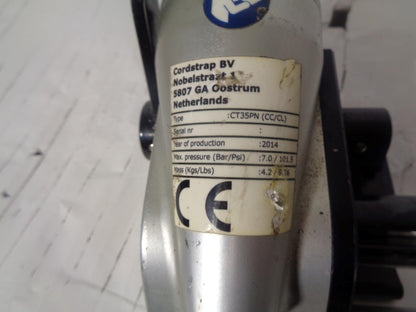 Cordstrap BV
Nobelstraat 1
5807 GA Oostrum
Netherlands
Type :CT35PN (CC/CL)
Serial nr :
Year of production :2014
Max. pressure (Bar/Psi) :7.0 / 101.5
Mass (Kgs/Lbs) :4.2 / 9.16
CE